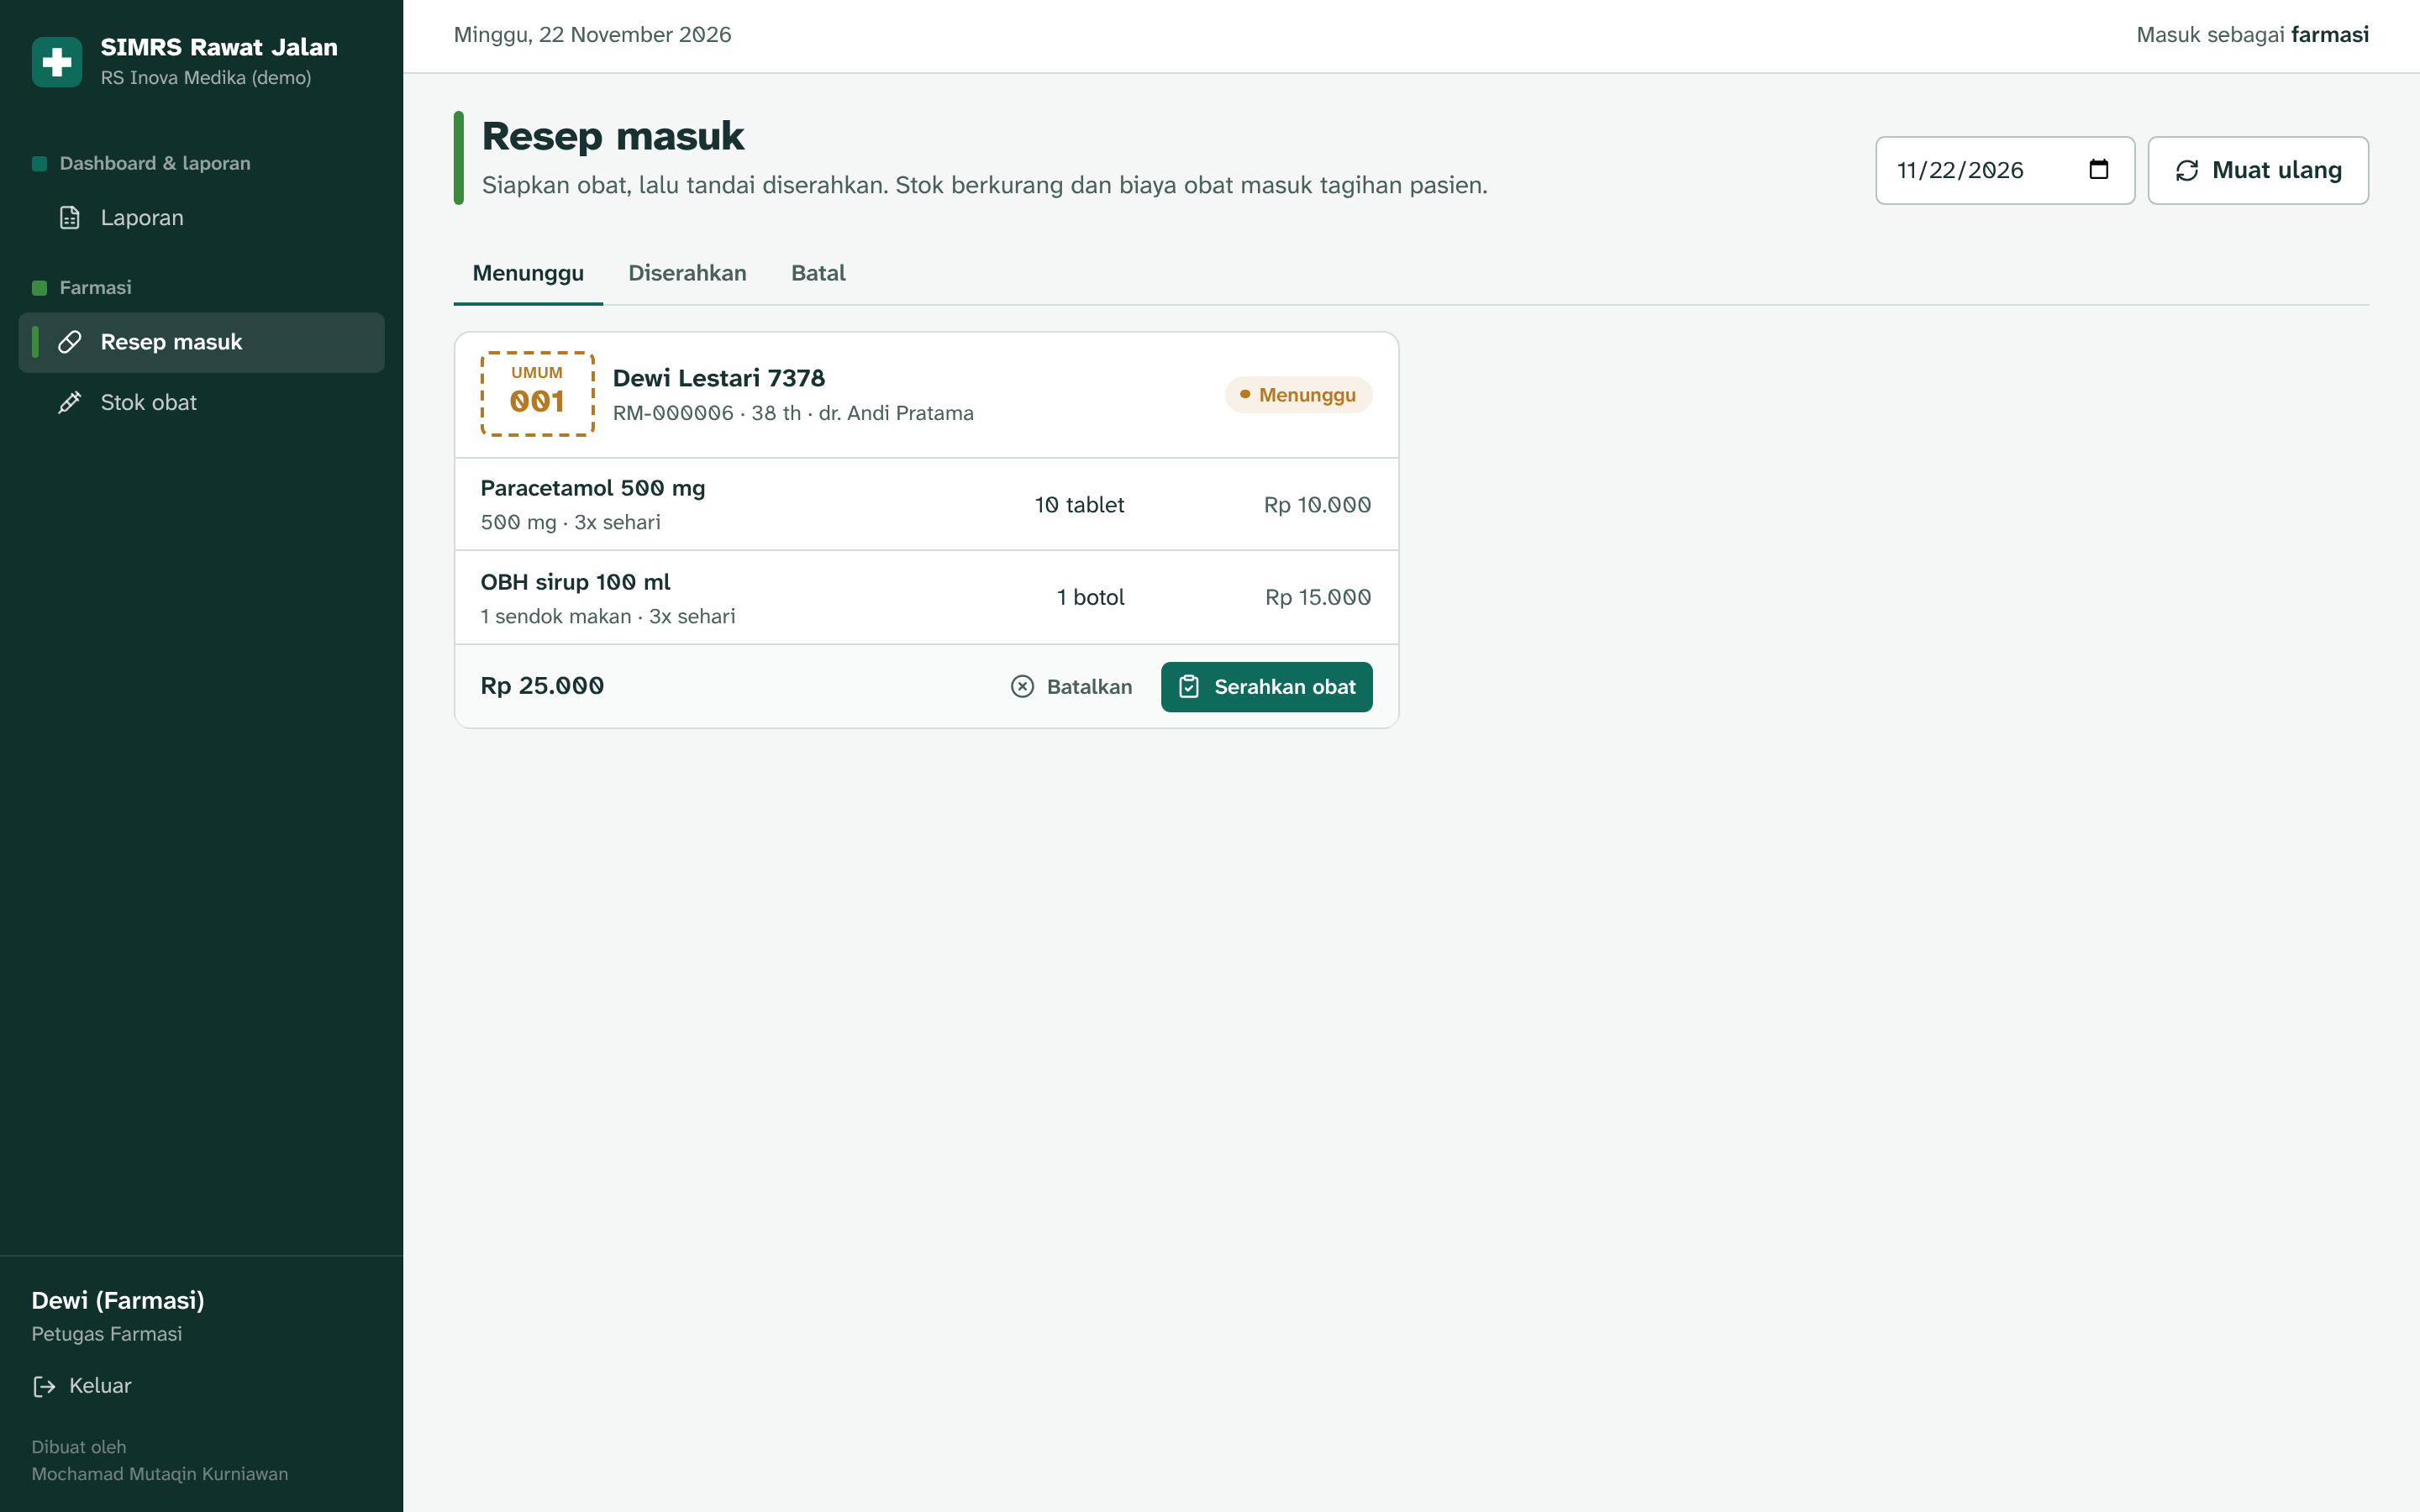 SIMRS Rawat Jalan
RS Inova Medika (demo)
Dashboard & laporan
Laporan
Farmasi
Resep masuk
Stok obat
Dewi (Farmasi)
Petugas Farmasi
Keluar
Dibuat oleh
Mochamad Mutaqin Kurniawan
Minggu, 22 November 2026
Masuk sebagai farmasi
Resep masuk
Siapkan obat, lalu tandai diserahkan. Stok berkurang dan biaya obat masuk tagihan pasien.
11/22/2026
Muat ulang
Menunggu
Diserahkan
Batal
UMUM
001
Dewi Lestari 7378
RM-000006 · 38 th · dr. Andi Pratama
Menunggu
Paracetamol 500 mg
500 mg · 3x sehari
10 tablet
Rp 10.000
OBH sirup 100 ml
1 sendok makan · 3x sehari
1 botol
Rp 15.000
Rp 25.000
Batalkan
Serahkan obat